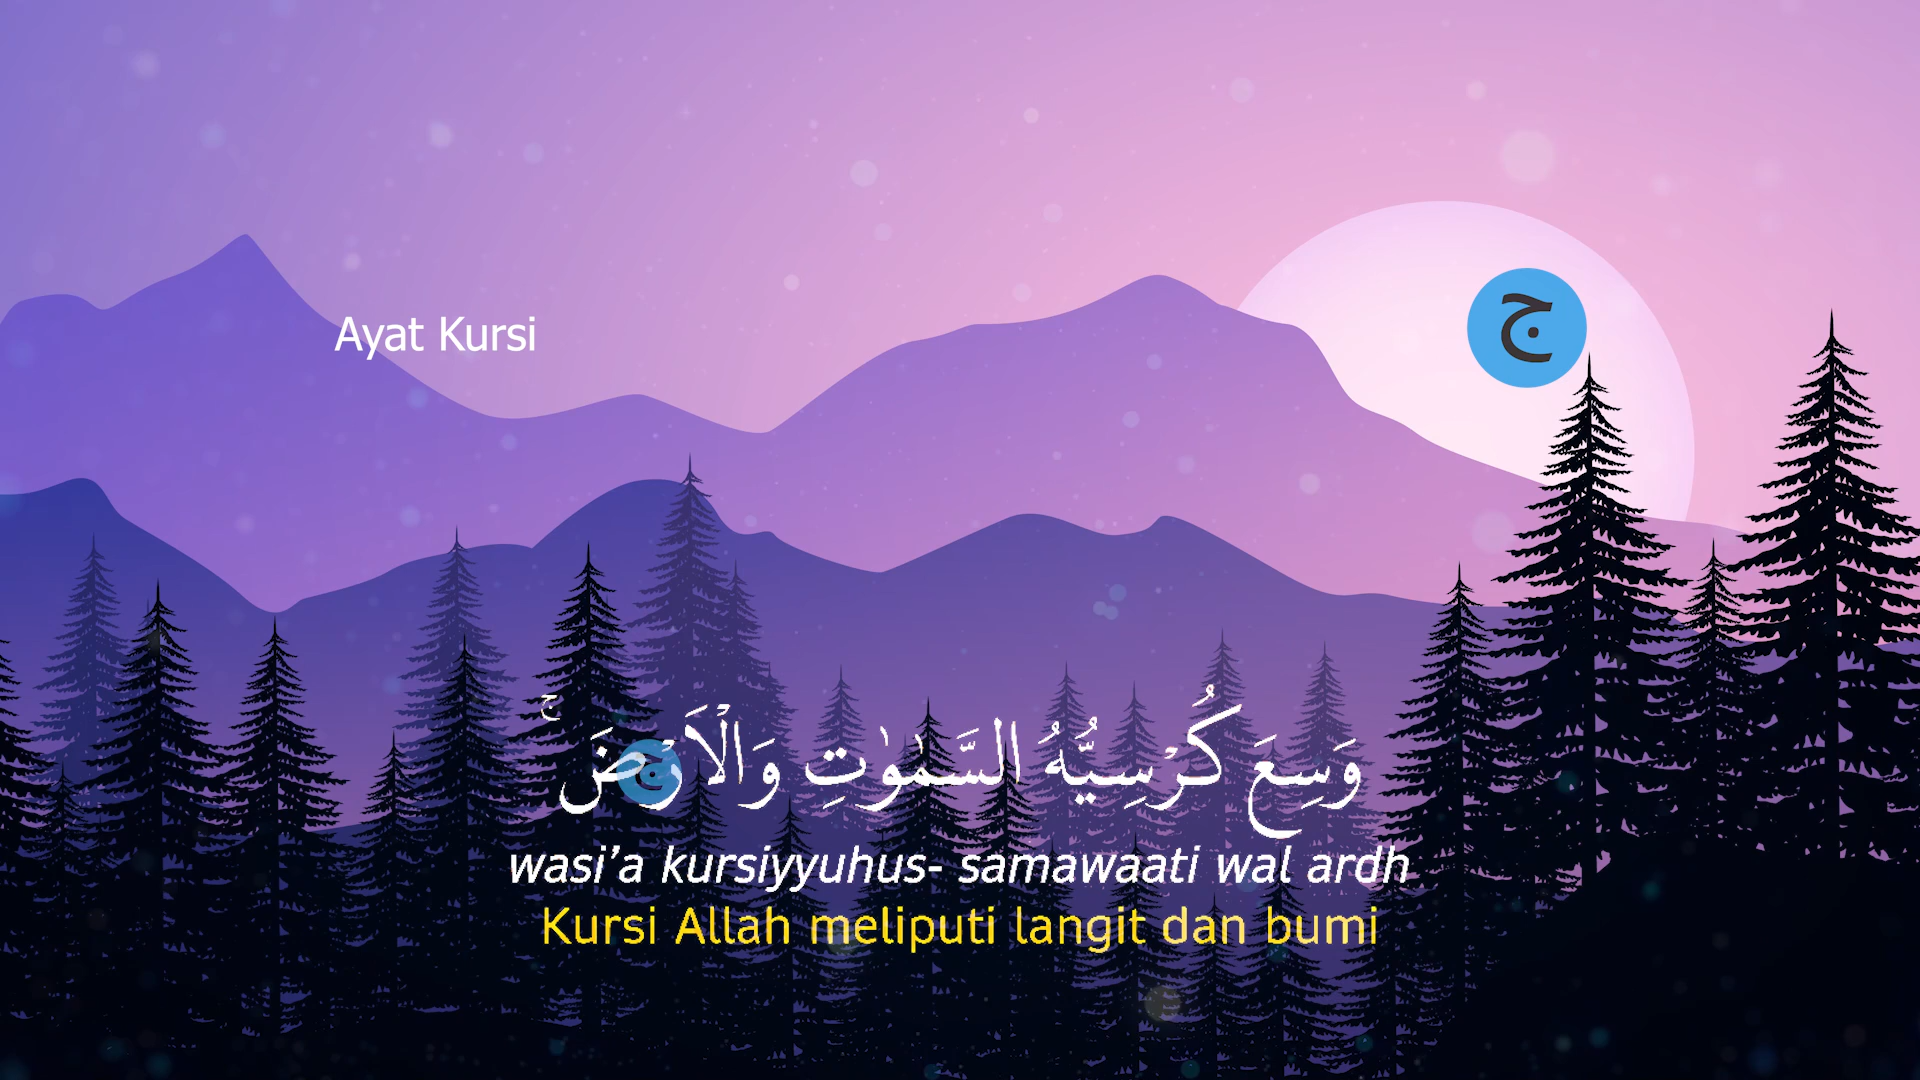 Ayat Kursi
ج
وَسِعَ كُرْسِيُّهُ السَّمٰوٰتِ وَالْاَرْضَۚ
ج
wasi’a kursiyyuhus- samawaati wal ardh
Kursi Allah meliputi langit dan bumi